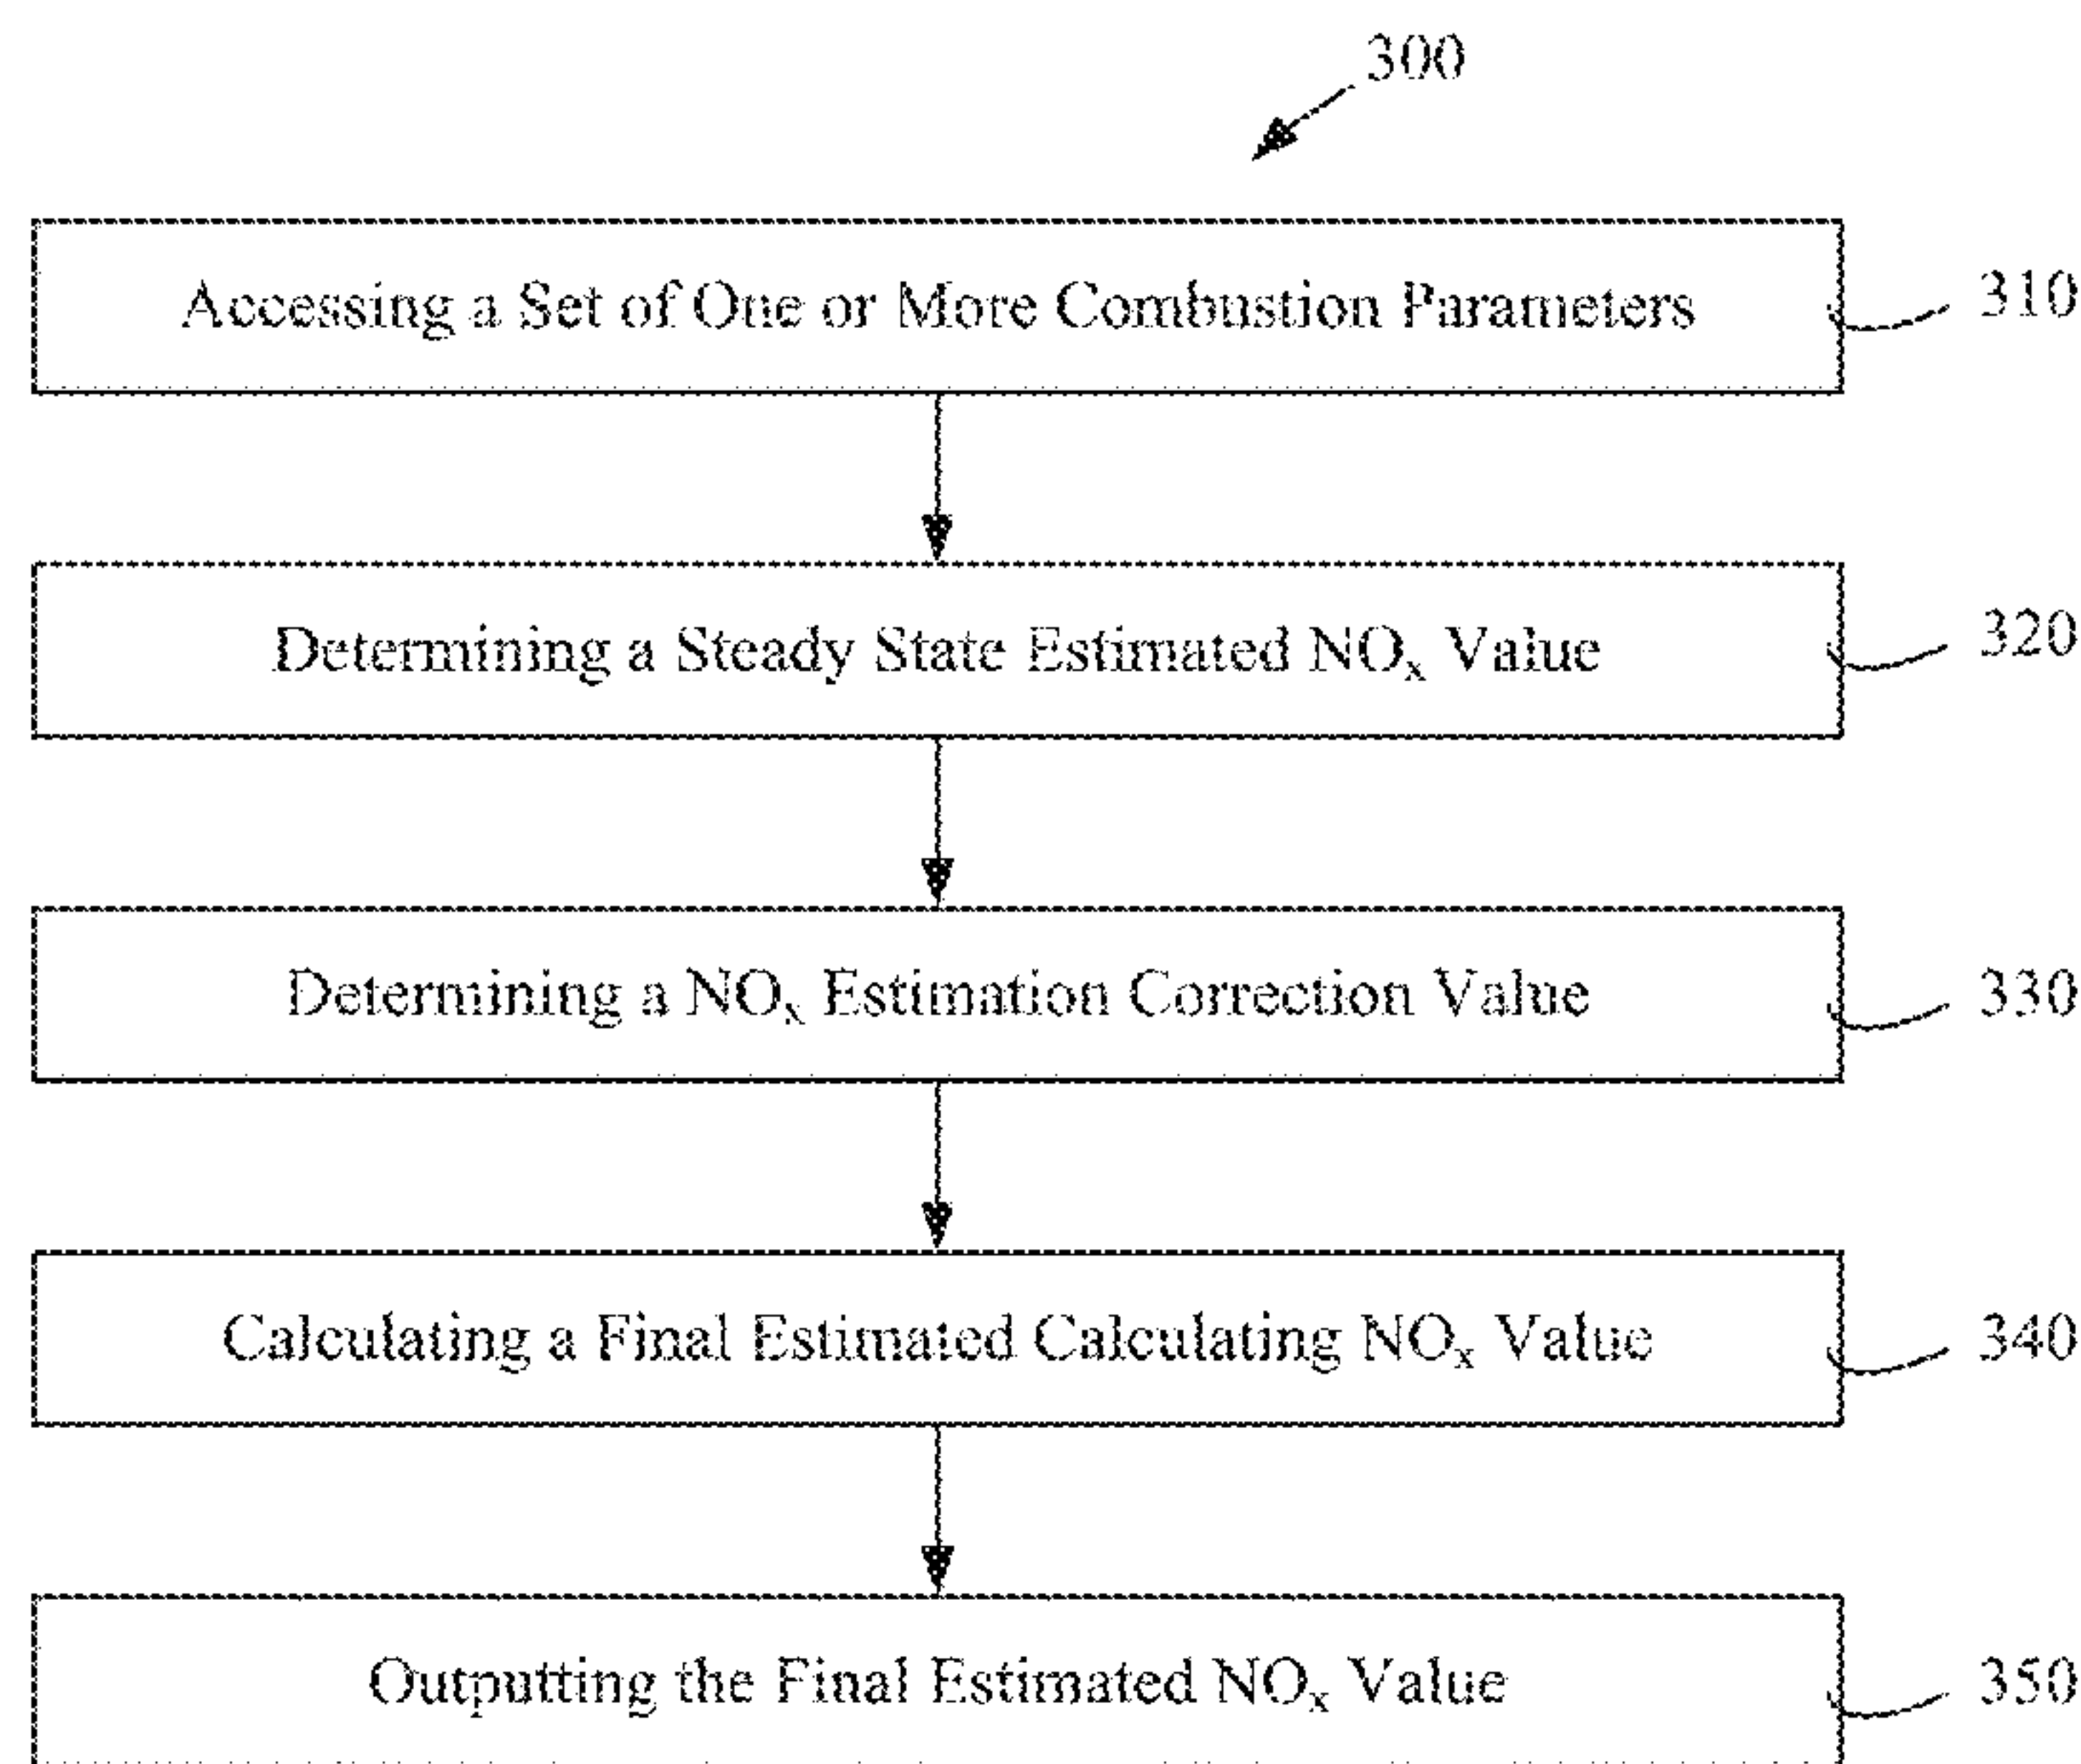 300
Accessing a Set of One or More Combustion Parameters
310
Determining a Steady State Estimated NOx Value
320
Determining a NOx Estimation Correction Value
330
Calculating a Final Estimated Calculating NOx Value
340
Outputting the Final Estimated NOx Value
350